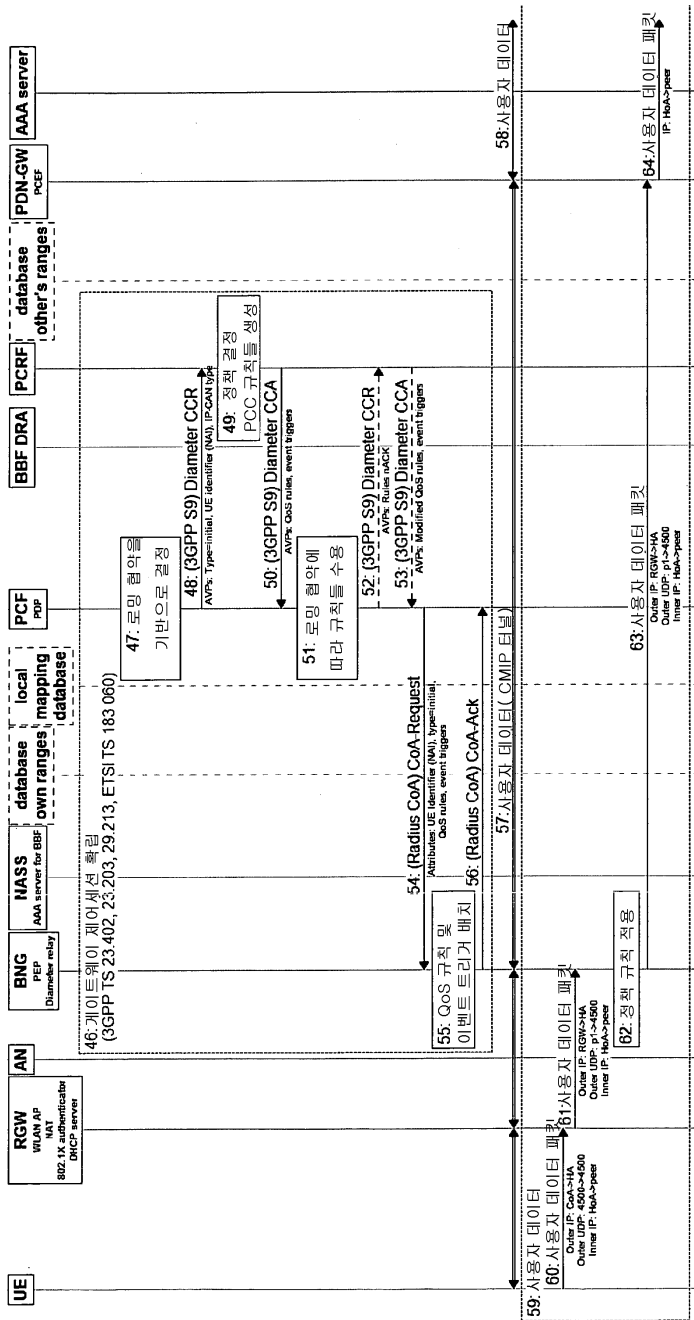 UE
RGW
WLAN AP
NAT
802.1X authenticator
DHCP server
AN
BNG
PEP
Diameter relay
NASS
AAA server for BBF
database
own ranges
local
mapping
database
PCF
PDP
BBF DRA
PCRF
database
other's ranges
PDN-GW
PCEF
AAA server
46:게이트웨이 제어세션 확립
(3GPP TS 23.402, 23.203, 29.213, ETSI TS 183 060)
47: 로밍 협약을
기반으로 결정
48: (3GPP S9) Diameter CCR
AVPs: Type=initial, UE identifier (NAI), IP-CAN type
49: 정책 결정
PCC 규칙들 생성
50: (3GPP S9) Diameter CCA
AVPs: QoS rules, event triggers
51: 로밍 협약에
따라 규칙들 수용
52: (3GPP S9) Diameter CCR
AVPs: Rules nACK
53: (3GPP S9) Diameter CCA
AVPs: Modified QoS rules, event triggers
54: (Radius CoA) CoA-Request
Attributes: UE Identifier (NAI), type=initial,
QoS rules, event triggers
55: QoS 규칙 및
이벤트 트리거 배치
56: (Radius CoA) CoA-Ack
57:사용자 데이터( CMIP 터널)
58:사용자 데이터
59: 사용자 데이터
60: 사용자 데이터 패킷
Outer IP: CoA->HA
Outer UDP: 4500->4500
Inner IP: HoA->peer
61:사용자 데이터 패킷
Outer IP: RGW->HA
Outer UDP: p1->4500
Inner IP: HoA->peer
62: 정책 규칙 적용
63:사용자 데이터 패킷
Outer IP: RGW->HA
Outer UDP: p1->4500
Inner IP: HoA->peer
64:사용자 데이터 패킷
IP: HoA->peer